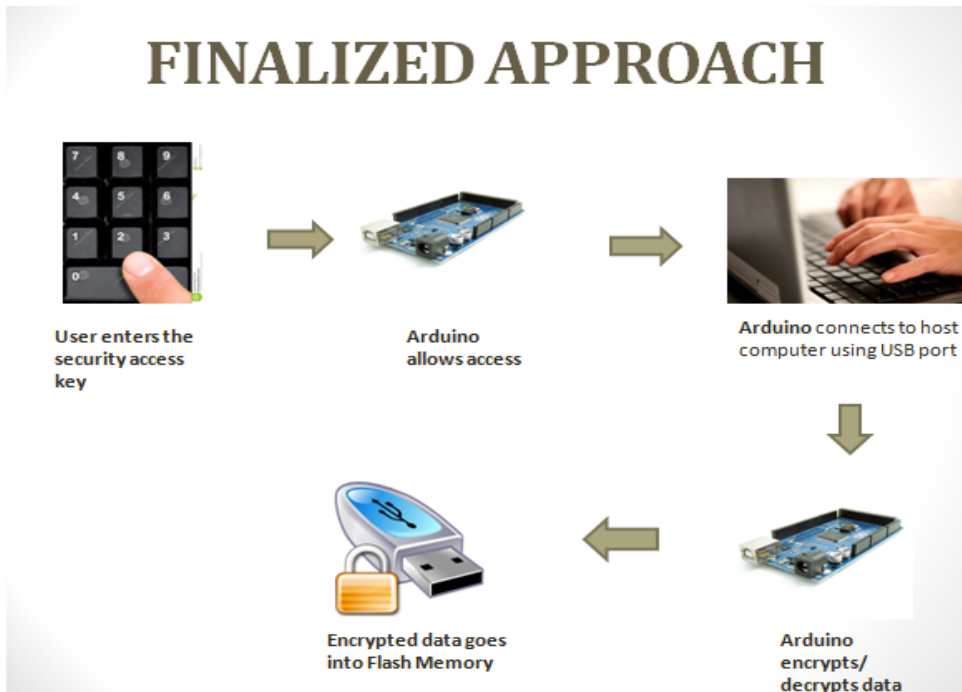 FINALIZED APPROACH
7 8 9
4 5 6
1 2 3
0
User enters the
security access
key
Arduino
allows access
Arduino connects to host
computer using USB port
Encrypted data goes
into Flash Memory
Arduino
encrypts/
decrypts data